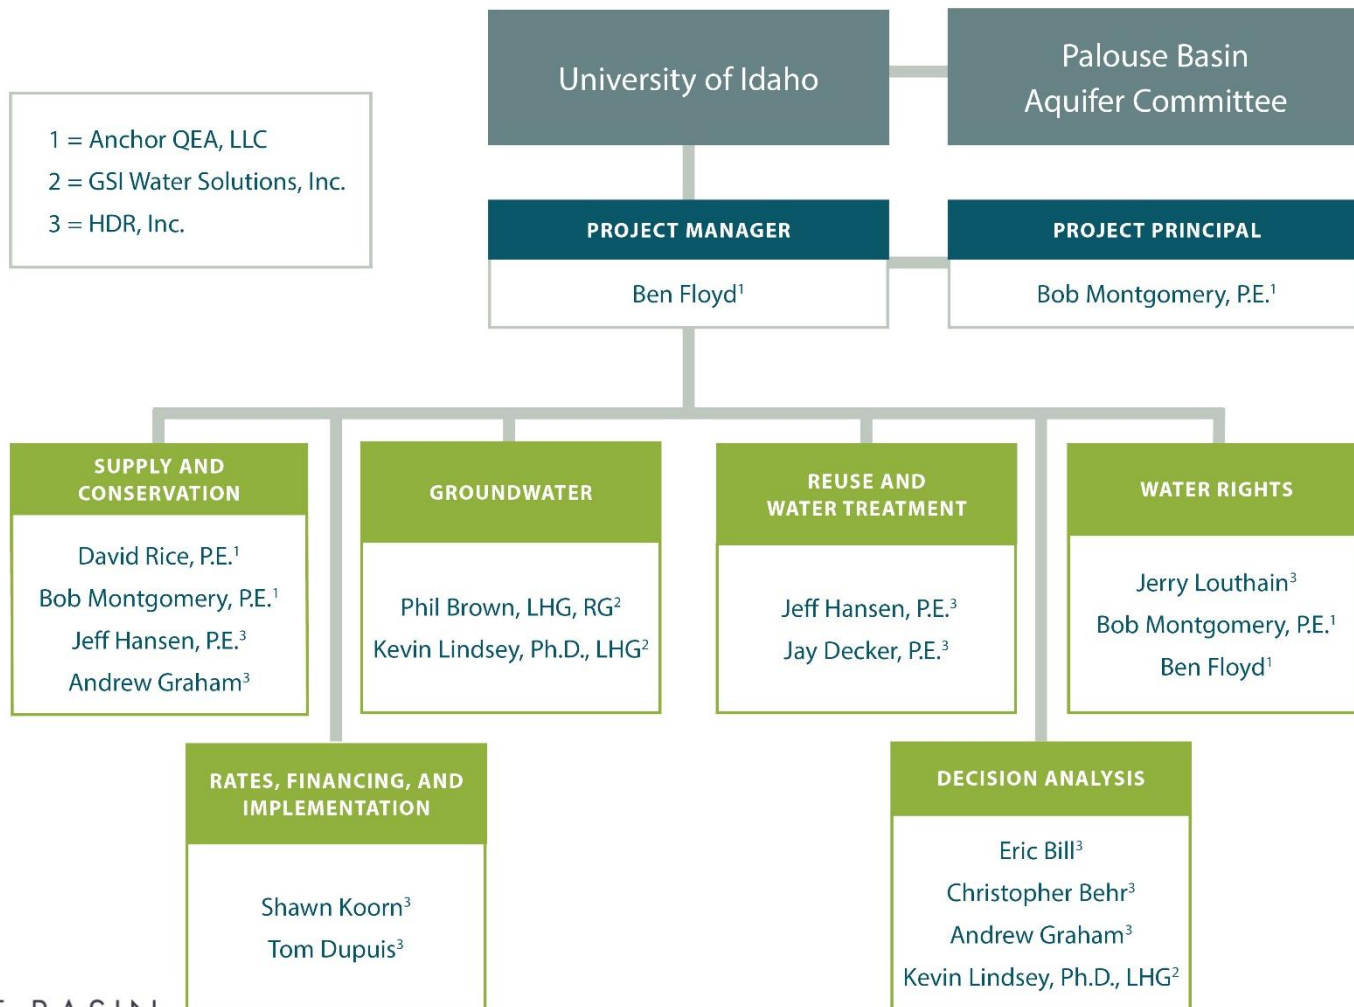 University of Idaho
Palouse Basin
Aquifer Committee
1 = Anchor QEA, LLC
2 = GSI Water Solutions, Inc.
3 = HDR, Inc.
PROJECT MANAGER
Ben Floyd¹
PROJECT PRINCIPAL
Bob Montgomery, P.E.¹
SUPPLY AND
CONSERVATION
David Rice, P.E.¹
Bob Montgomery, P.E.¹
Jeff Hansen, P.E.³
Andrew Graham³
GROUNDWATER
Phil Brown, LHG, RG²
Kevin Lindsey, Ph.D., LHG²
REUSE AND
WATER TREATMENT
Jeff Hansen, P.E.³
Jay Decker, P.E.³
WATER RIGHTS
Jerry Louthain³
Bob Montgomery, P.E.¹
Ben Floyd¹
RATES, FINANCING, AND
IMPLEMENTATION
Shawn Koorn³
Tom Dupuis³
DECISION ANALYSIS
Eric Bill³
Christopher Behr³
Andrew Graham³
Kevin Lindsey, Ph.D., LHG²